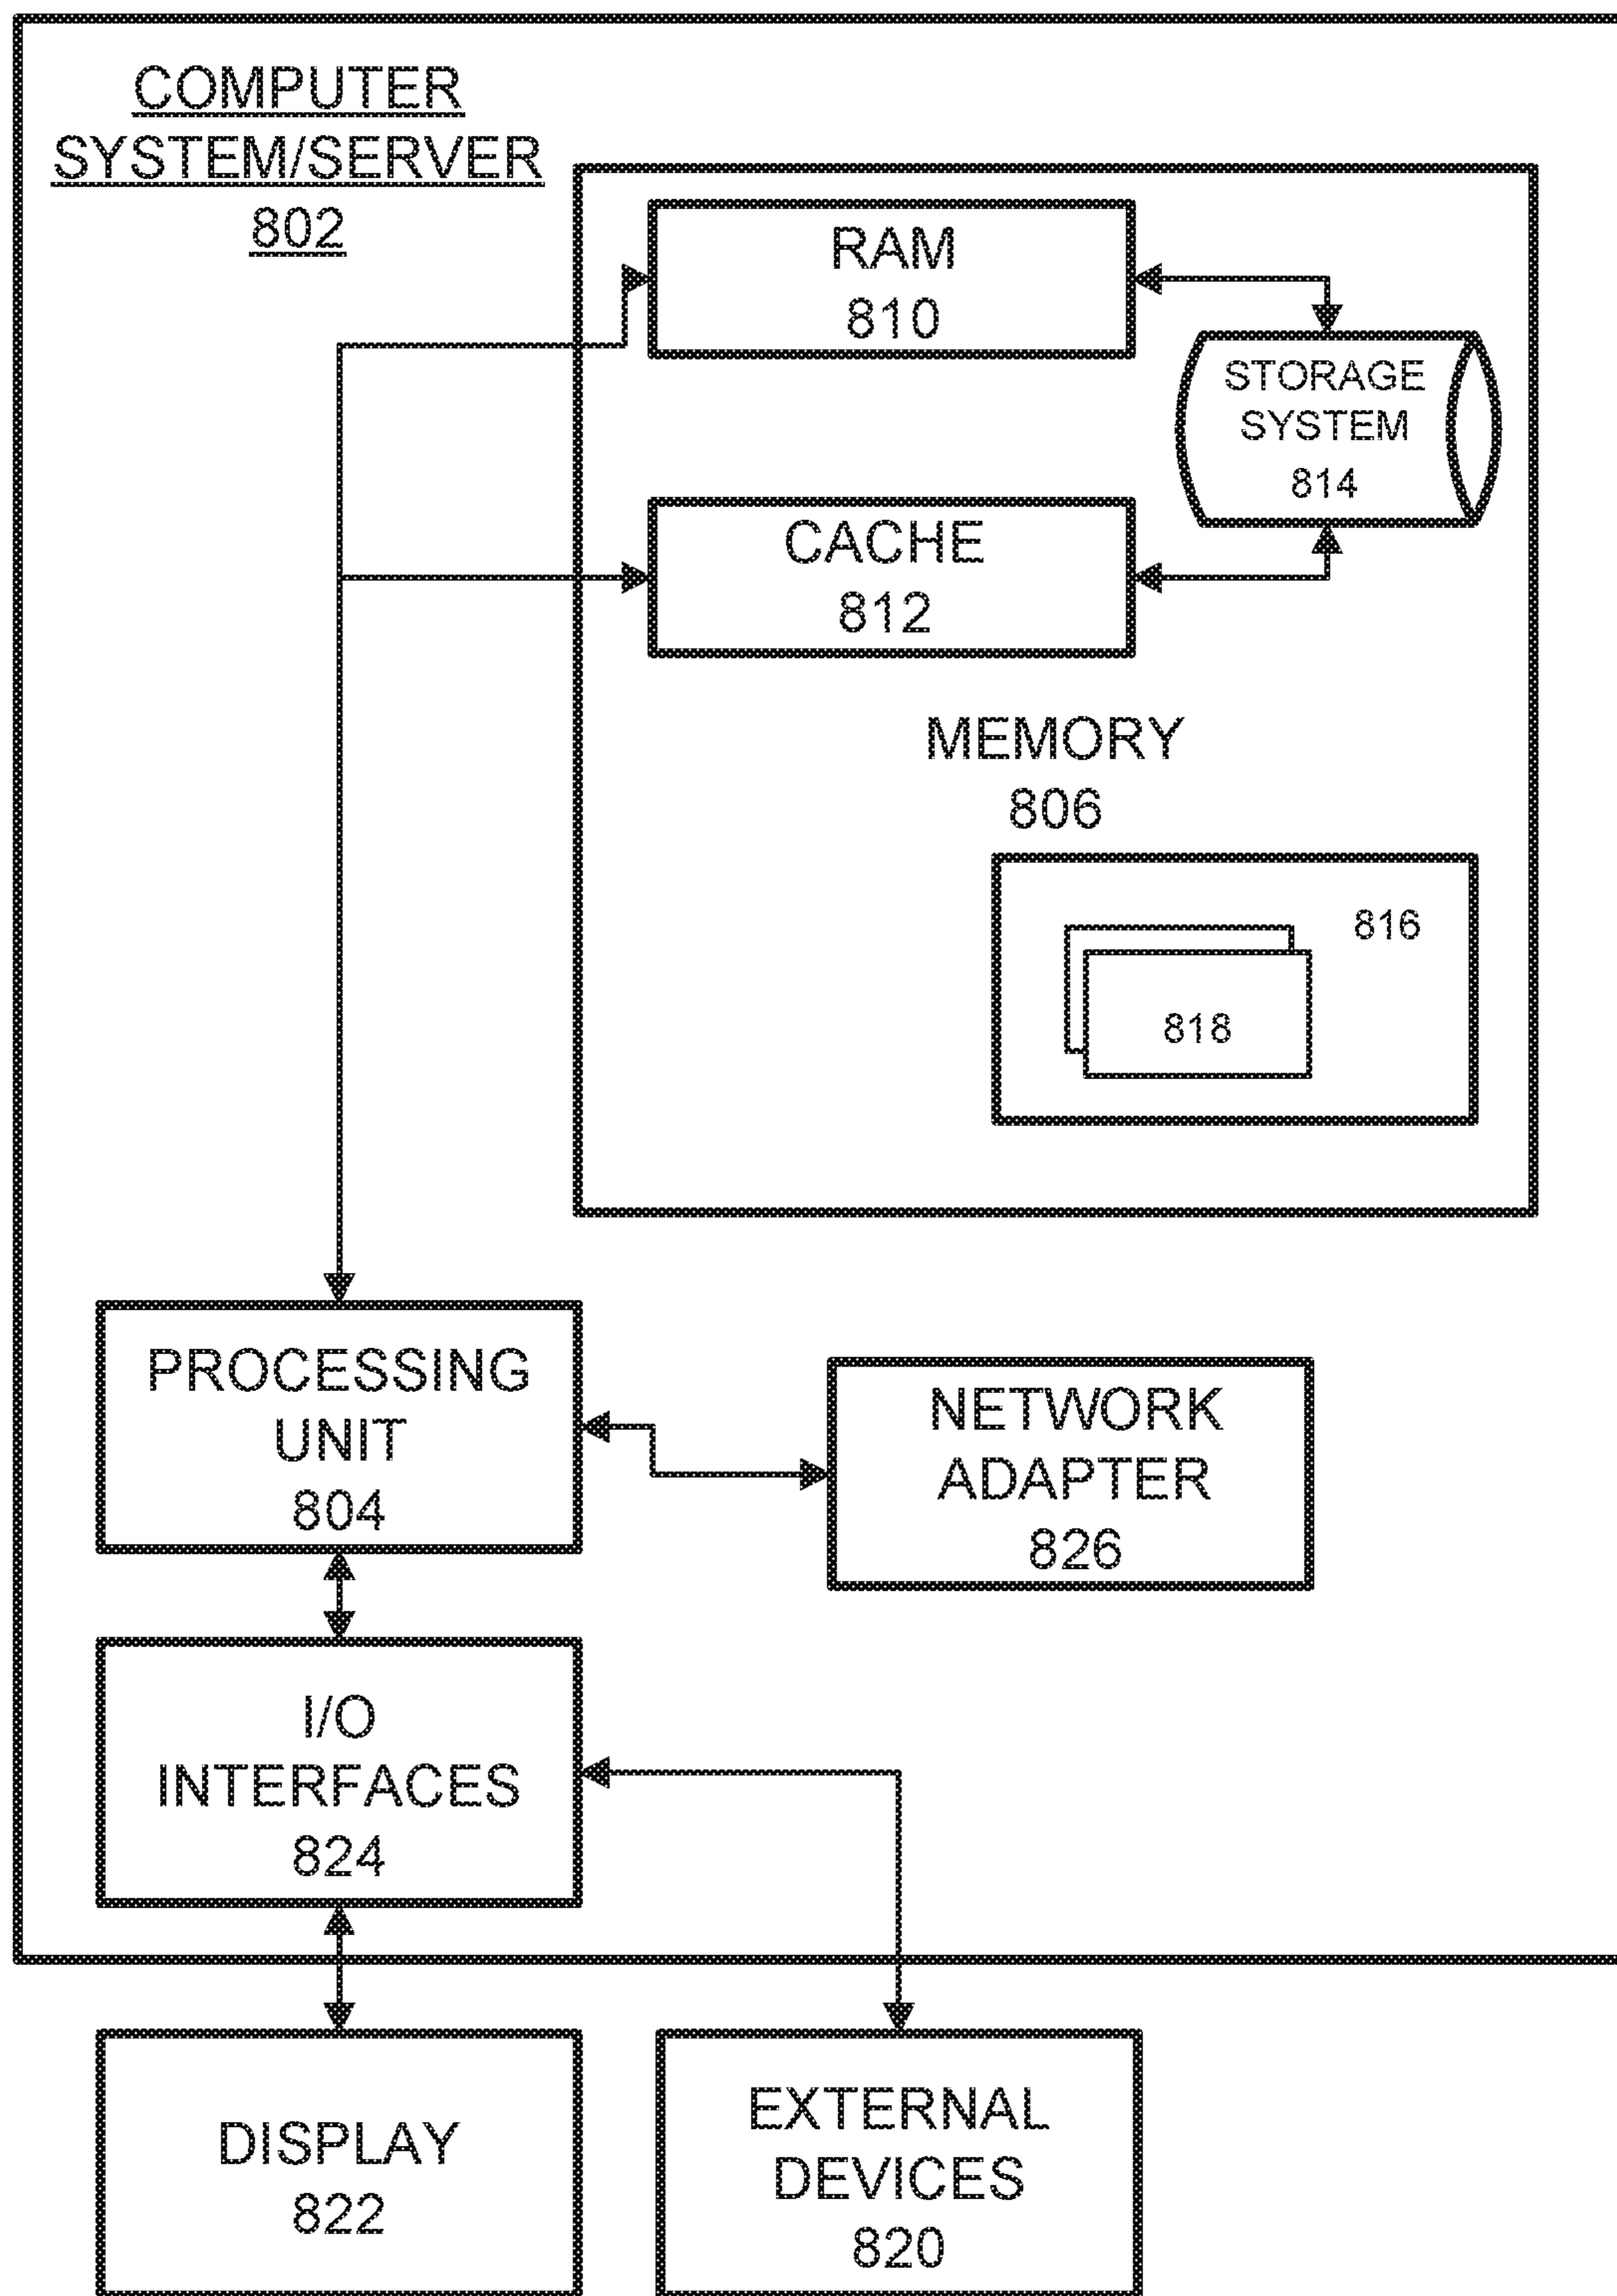 COMPUTER
SYSTEM/SERVER
802
RAM
810
STORAGE
SYSTEM
814
CACHE
812
MEMORY
806
816
818
PROCESSING
UNIT
804
NETWORK
ADAPTER
826
I/O
INTERFACES
824
DISPLAY
822
EXTERNAL
DEVICES
820